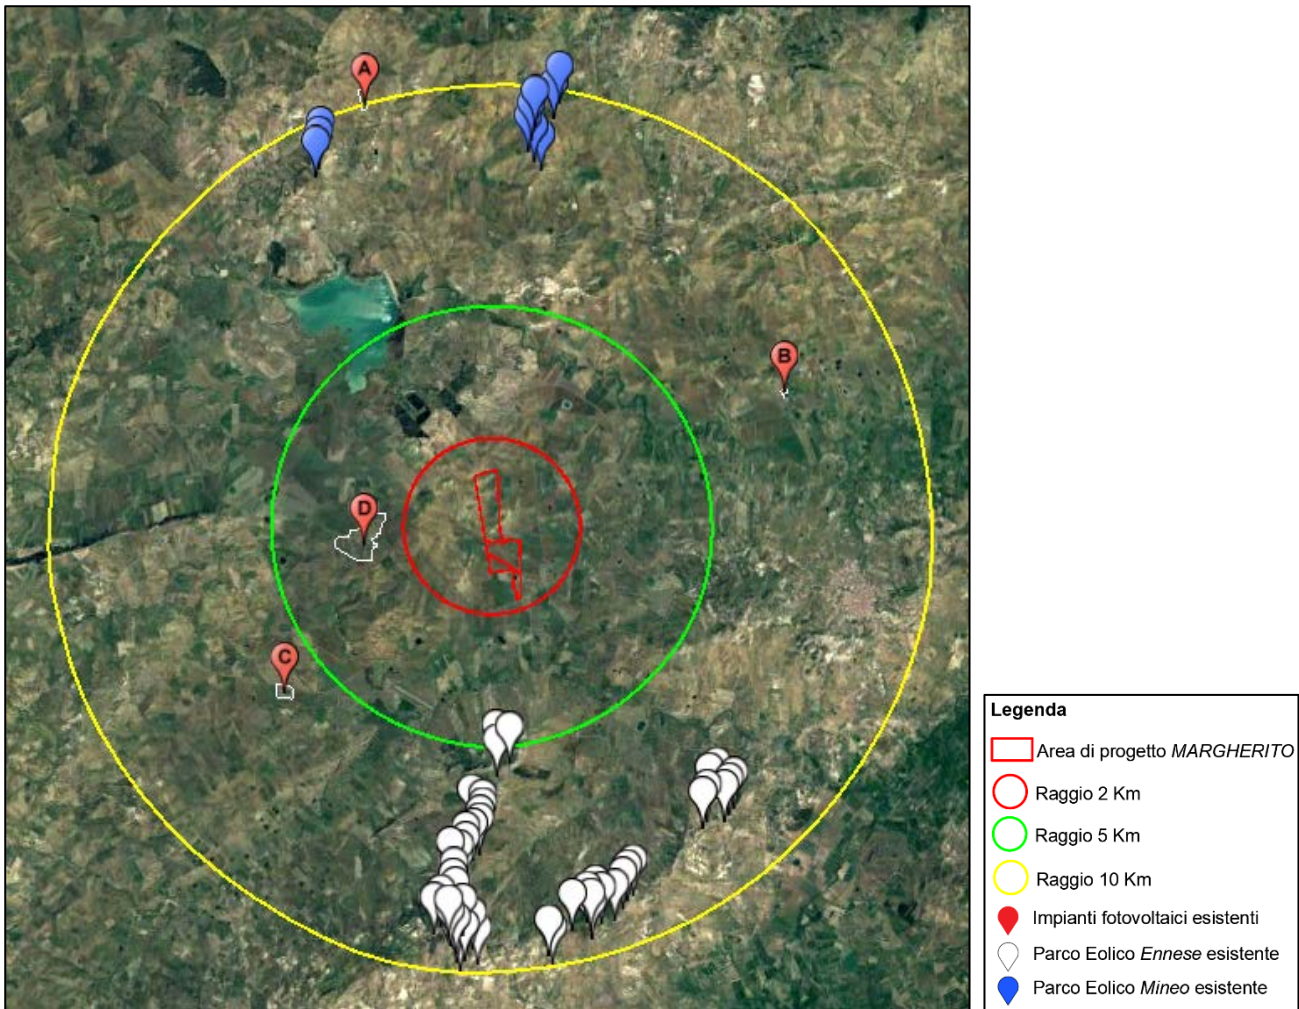 A
B
D
C
Legenda
Area di progetto MARGHERITO
Raggio 2 Km
Raggio 5 Km
Raggio 10 Km
Impianti fotovoltaici esistenti
Parco Eolico Ennese esistente
Parco Eolico Mineo esistente